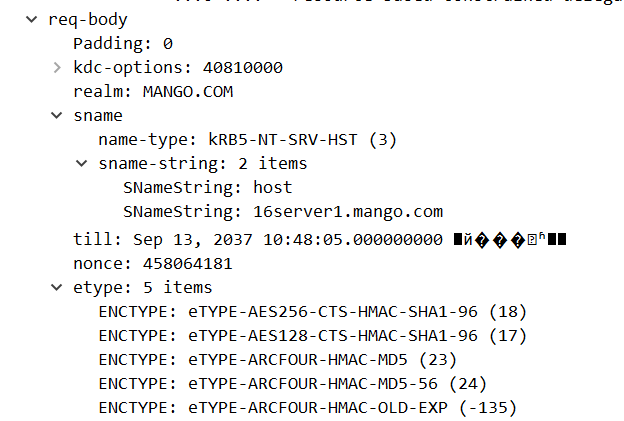 req-body
Padding: 0
kdc-options: 40810000
realm: MANGO.COM
sname
name-type: kRB5-NT-SRV-HST (3)
sname-string: 2 items
SNameString: host
SNameString: 16server1.mango.com
till: Sep 13, 2037 10:48:05.000000000
nonce: 458064181
etype: 5 items
ENCTYPE: eTYPE-AES256-CTS-HMAC-SHA1-96 (18)
ENCTYPE: eTYPE-AES128-CTS-HMAC-SHA1-96 (17)
ENCTYPE: eTYPE-ARCFOUR-HMAC-MD5 (23)
ENCTYPE: eTYPE-ARCFOUR-HMAC-MD5-56 (24)
ENCTYPE: eTYPE-ARCFOUR-HMAC-OLD-EXP (-135)